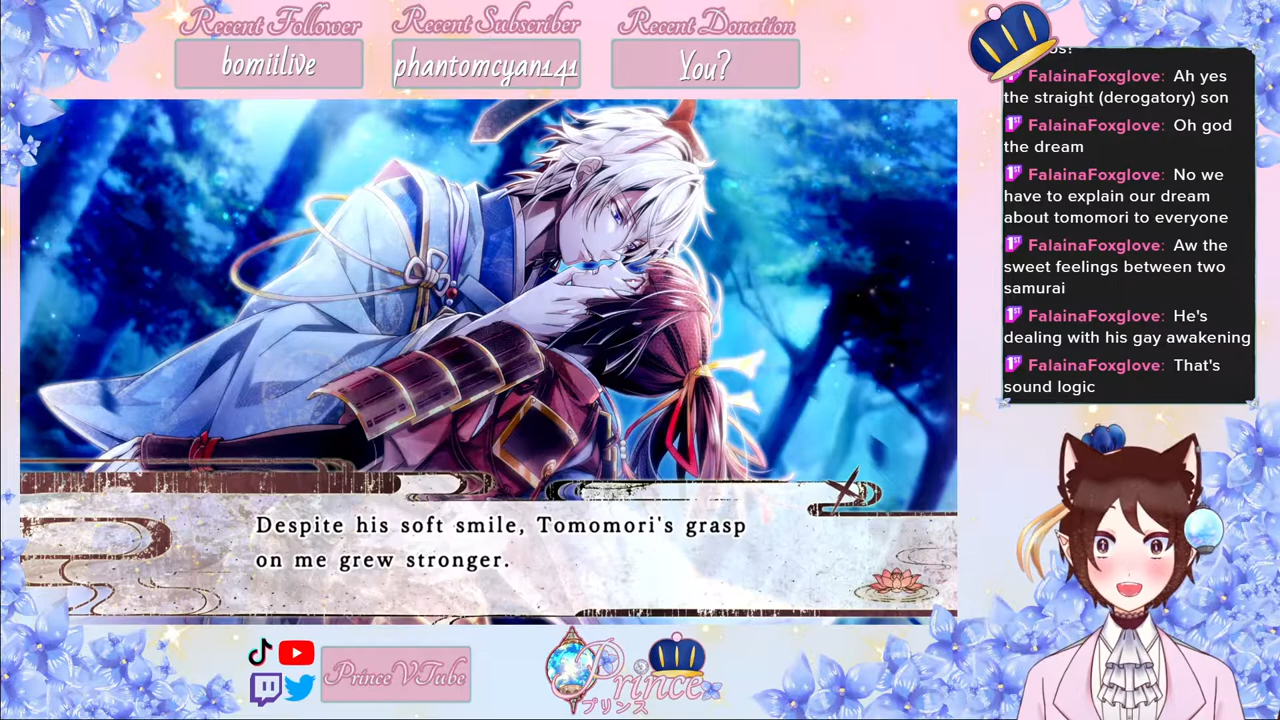 Recent Follower
bomiilive
Recent Subscriber
phantomcyan141
Recent Donation
You?
FalainaFoxglove: Ah yes
the straight (derogatory) son
FalainaFoxglove: Oh god
the dream
FalainaFoxglove: No we
have to explain our dream
about tomomori to everyone
FalainaFoxglove: Aw the
sweet feelings between two
samurai
FalainaFoxglove: He's
dealing with his gay awakening
FalainaFoxglove: That's
sound logic
Despite his soft smile, Tomomori's grasp
on me grew stronger.
PrinceVTube
Prince
プリンス